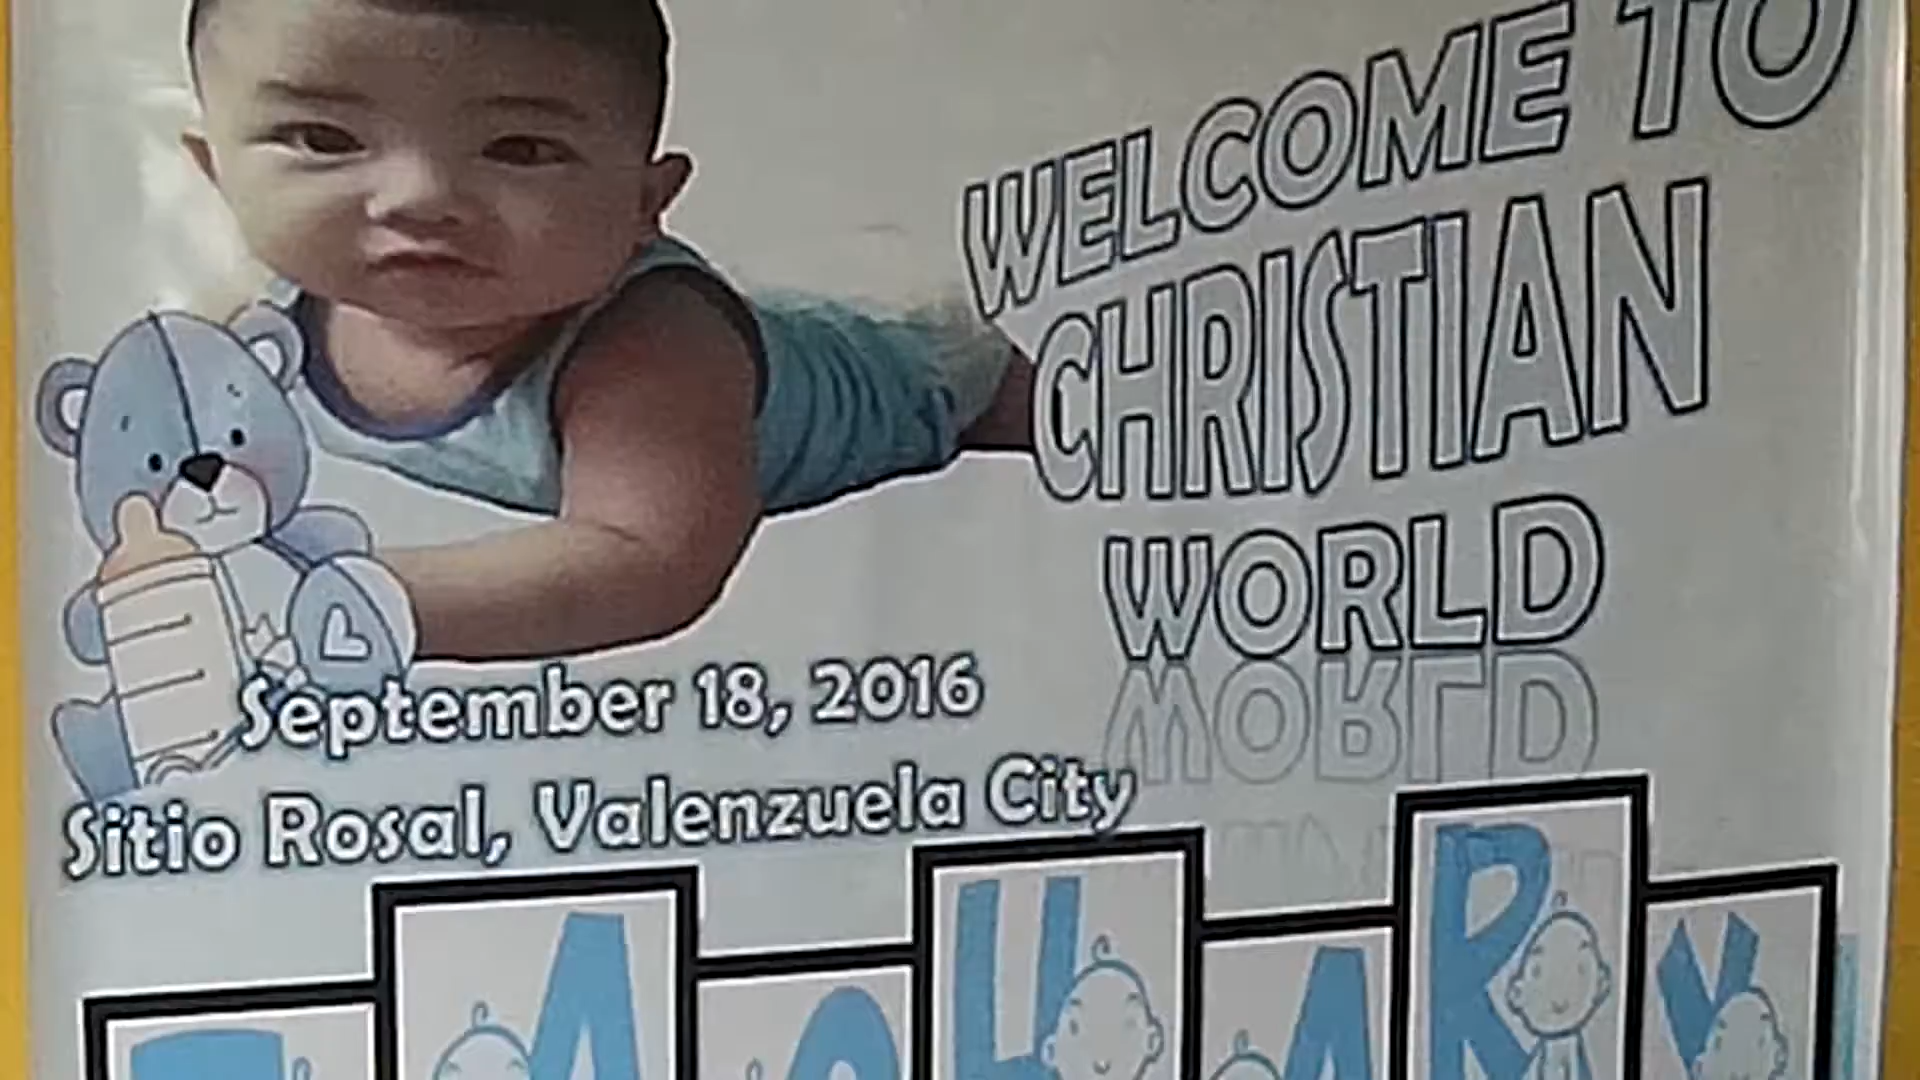 WELCOME TO
CHRISTIAN
WORLD
September 18, 2016
Sitio Rosal, Valenzuela City